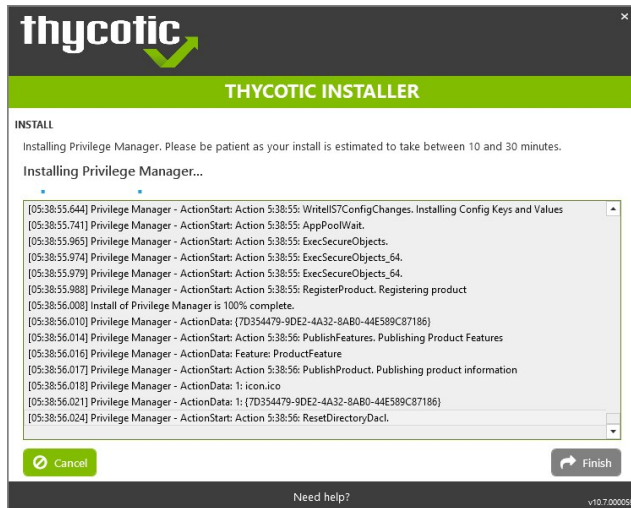 thycotic
×
THYCOTIC INSTALLER
INSTALL
Installing Privilege Manager. Please be patient as your install is estimated to take between 10 and 30 minutes.
Installing Privilege Manager...
[05:38:55.644] Privilege Manager - ActionStart: Action 5:38:55: WriteIIS7ConfigChanges. Installing Config Keys and Values
[05:38:55.741] Privilege Manager - ActionStart: Action 5:38:55: AppPoolWait.
[05:38:55.965] Privilege Manager - ActionStart: Action 5:38:55: ExecSecureObjects.
[05:38:55.974] Privilege Manager - ActionStart: Action 5:38:55: ExecSecureObjects_64.
[05:38:55.979] Privilege Manager - ActionStart: Action 5:38:55: ExecSecureObjects_64.
[05:38:55.988] Privilege Manager - ActionStart: Action 5:38:55: RegisterProduct. Registering product
[05:38:56.008] Install of Privilege Manager is 100% complete.
[05:38:56.010] Privilege Manager - ActionData: {7D354479-9DE2-4A32-8AB0-44E589C87186}
[05:38:56.014] Privilege Manager - ActionStart: Action 5:38:56: PublishFeatures. Publishing Product Features
[05:38:56.016] Privilege Manager - ActionData: Feature: ProductFeature
[05:38:56.017] Privilege Manager - ActionStart: Action 5:38:56: PublishProduct. Publishing product information
[05:38:56.018] Privilege Manager - ActionData: 1: icon.ico
[05:38:56.021] Privilege Manager - ActionData: 1: {7D354479-9DE2-4A32-8AB0-44E589C87186}
[05:38:56.024] Privilege Manager - ActionStart: Action 5:38:56: ResetDirectoryDacl.
Cancel
Finish
Need help?